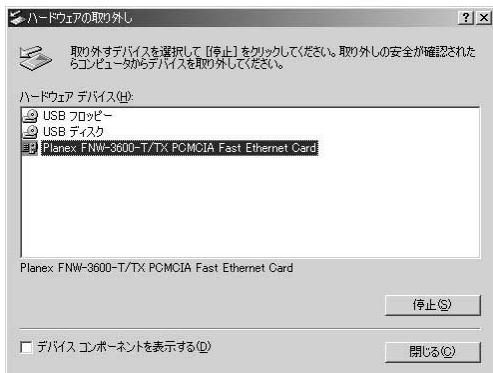 ハードウェアの取り外し
取り外すデバイスを選択して [停止] をクリックしてください。取り外しの安全が確認された
らコンピュータからデバイスを取り外してください。
ハードウェア デバイス(H):
USB フロッピー
USB ディスク
Planex FNW-3600-T/TX PCMCIA Fast Ethernet Card
Planex FNW-3600-T/TX PCMCIA Fast Ethernet Card
停止(S)
デバイス コンポーネントを表示する(D)
閉じる(C)